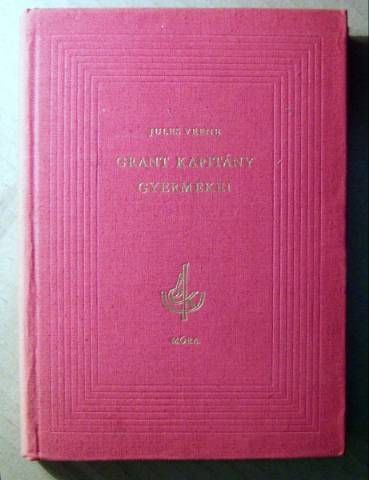 JULES VERNE
GRANT KAPITÁNY
GYERMEKEI
MÓRA